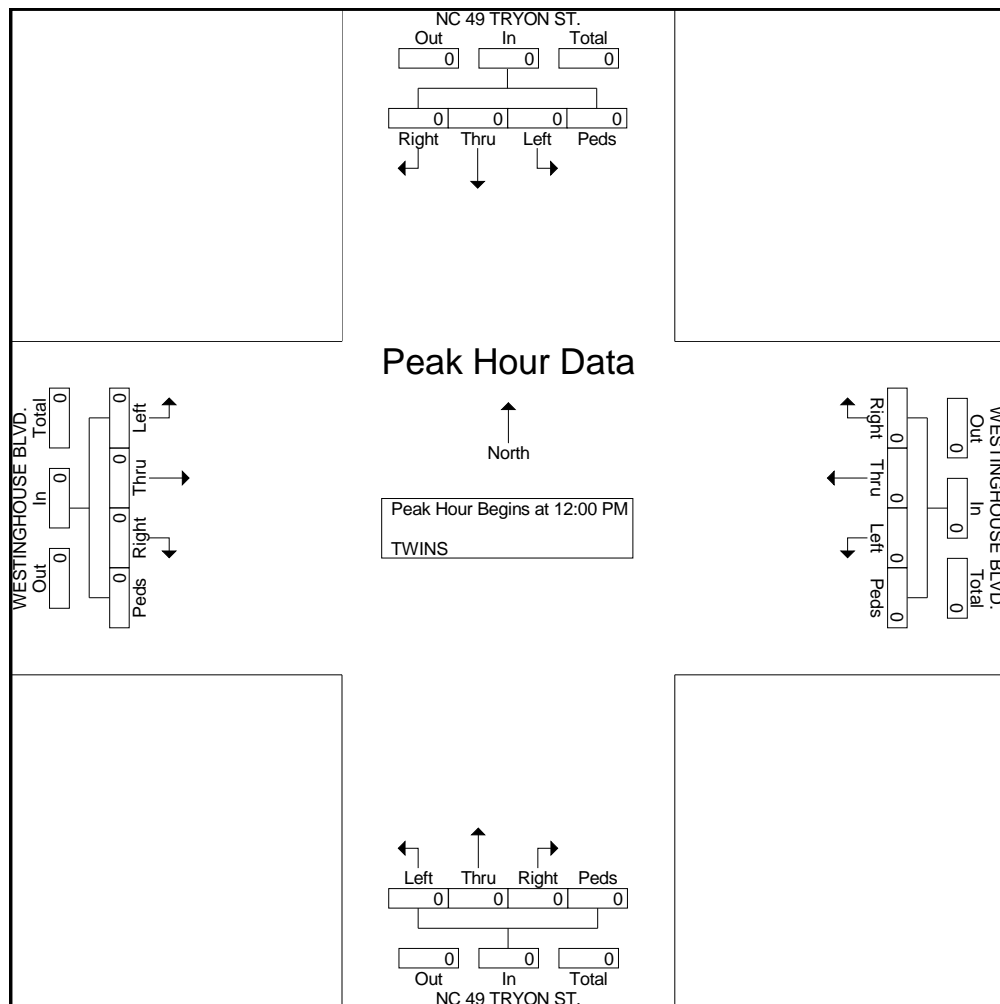 NC 49 TRYON ST.
Out In Total
0 0 0
0 0 0 0
Right Thru Left Peds
Peak Hour Data
North
Peak Hour Begins at 12:00 PM
TWINS
WESTINGHOUSE BLVD.
Total In Out
0 0 0
0 0 0 0
Left Thru Right Peds
Right Thru Left Peds
0 0 0 0
0 0 0
Out In Total
WESTINGHOUSE BLVD.
Left Thru Right Peds
0 0 0 0
0 0 0
Out In Total
NC 49 TRYON ST.